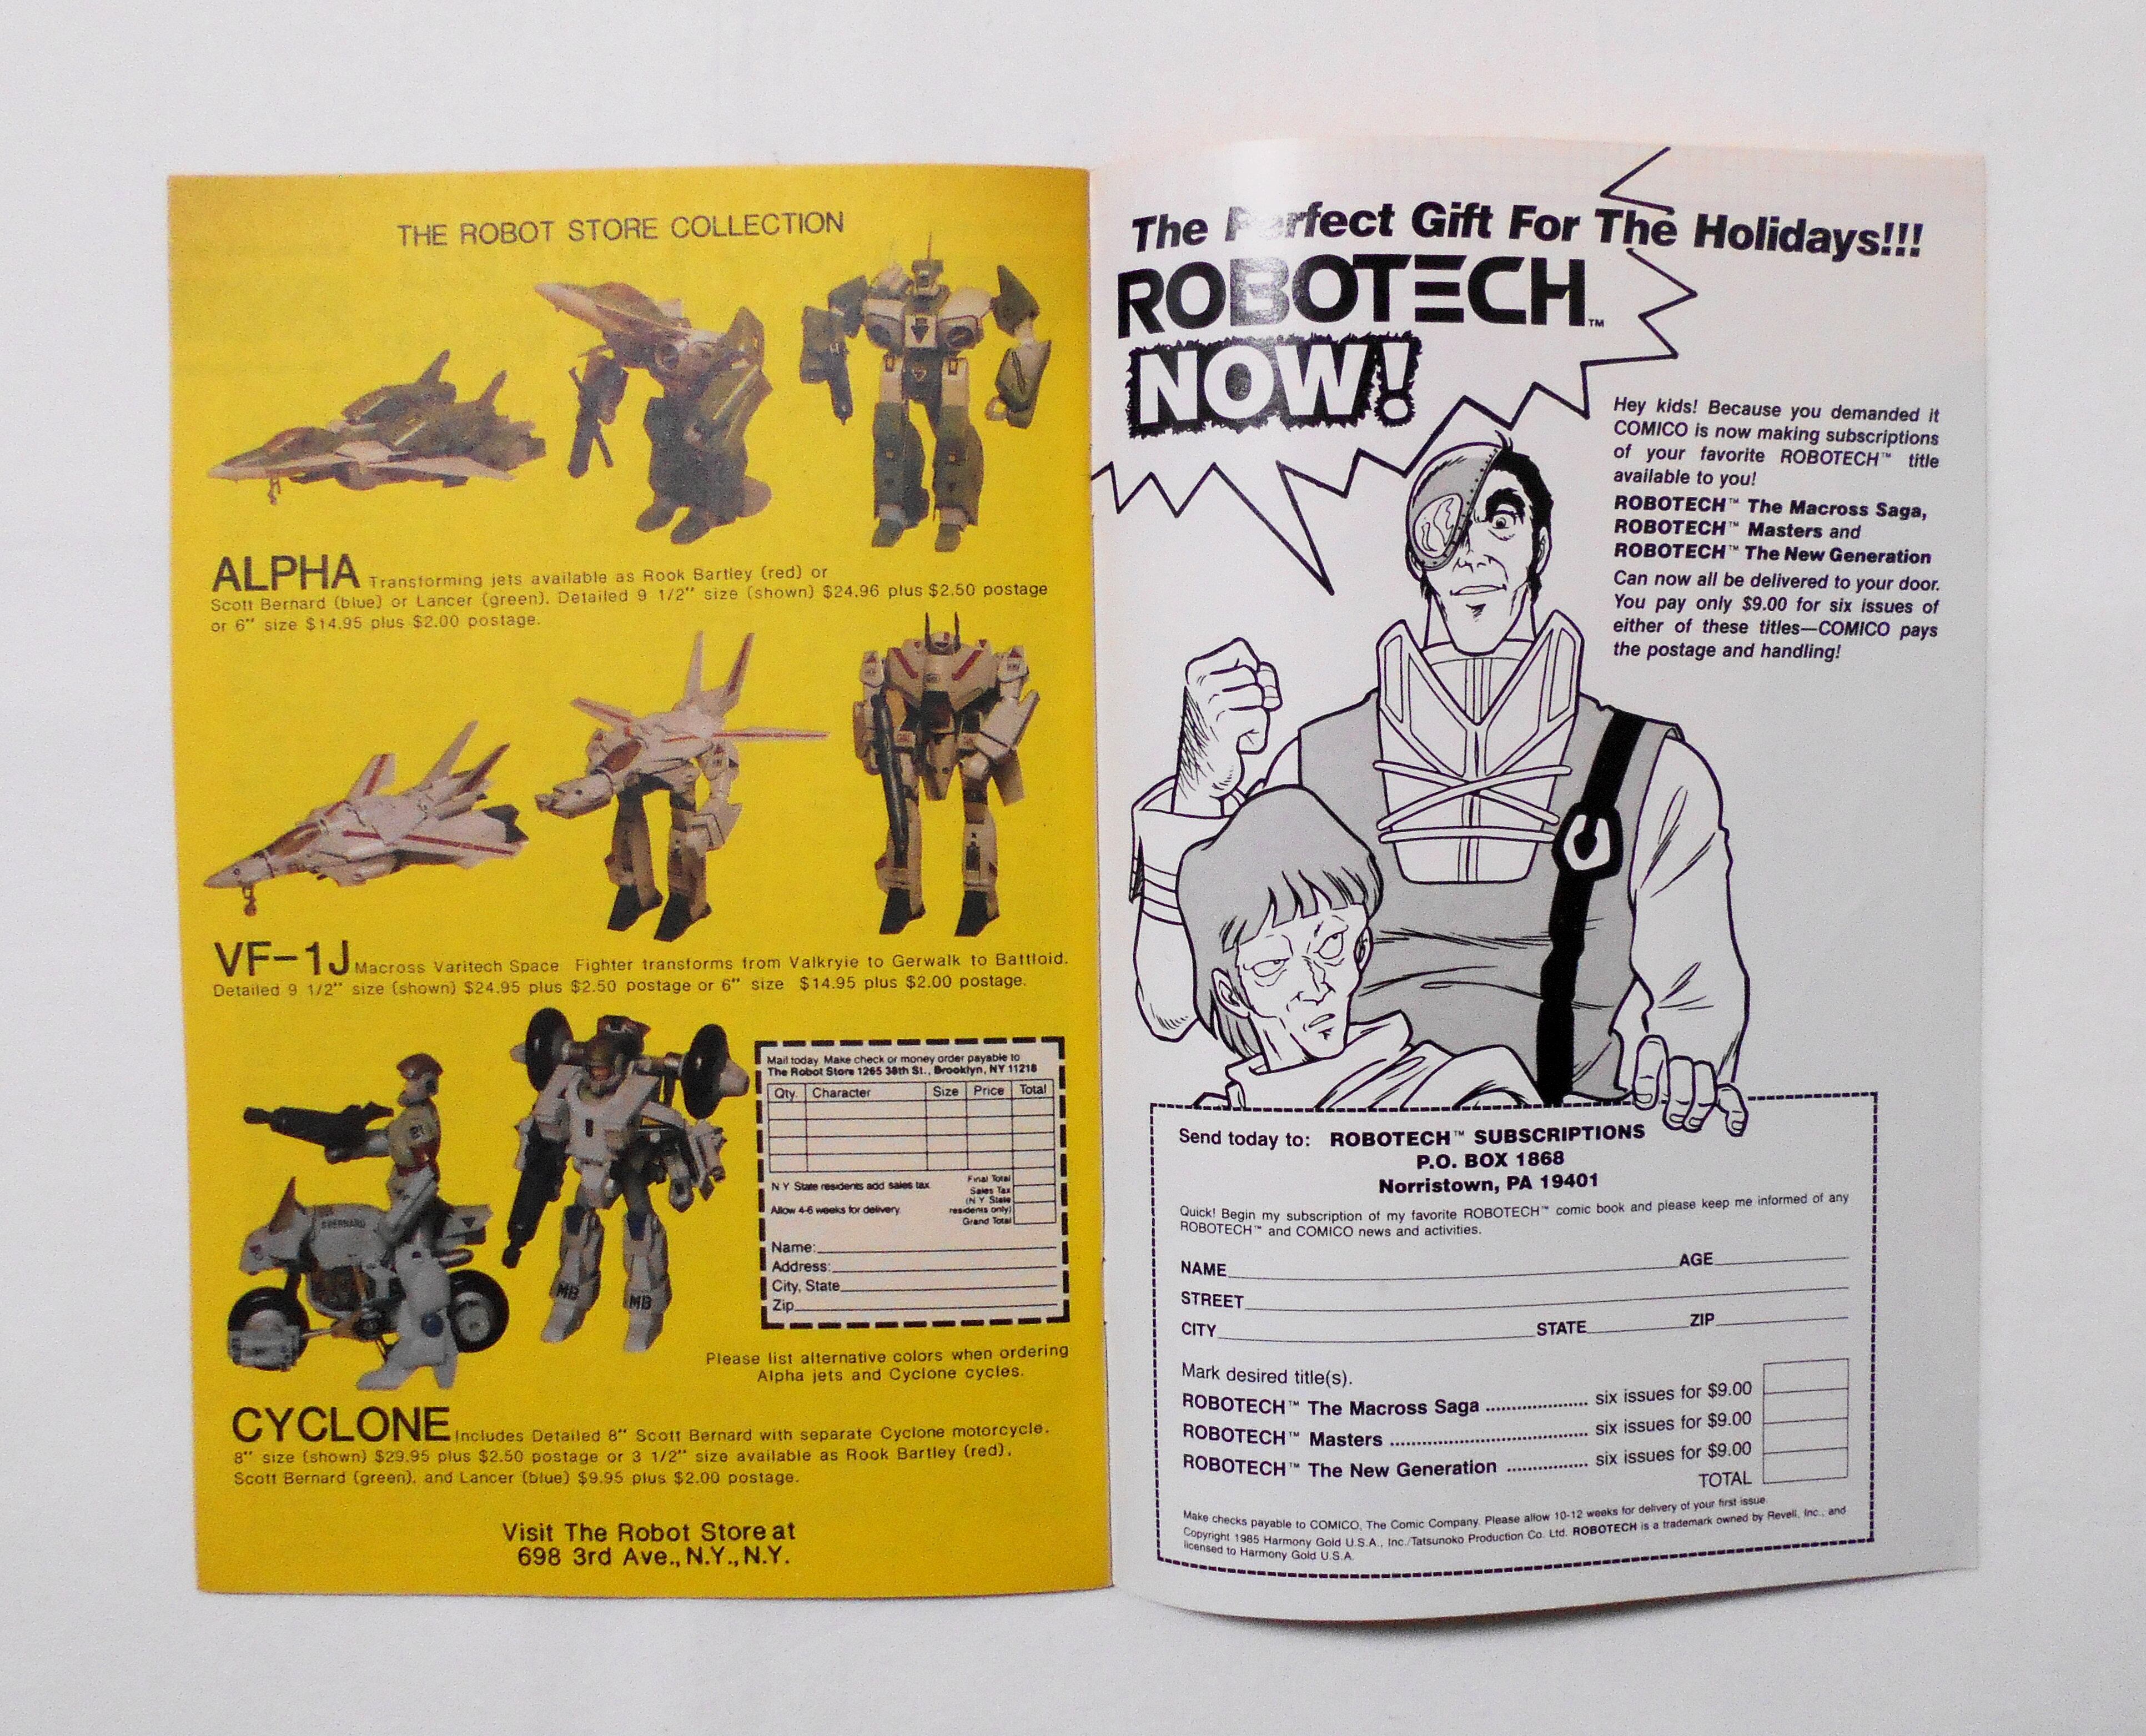 THE ROBOT STORE COLLECTION
ALPHA Transforming jets available as Rook Bartley (red) or
Scott Bernard (blue) or Lancer (green). Detailed 9 1/2" size (shown) $24.96 plus $2.50 postage
or 6" size $14.95 plus $2.00 postage.
VF-1J Macross Varitech Space Fighter transforms from Valkryie to Gerwalk to Battloid.
Detailed 9 1/2" size (shown) $24.95 plus $2.50 postage or 6" size $14.95 plus $2.00 postage.
S BERNARD
MB
MB
Mail today. Make check or money order payable to
The Robot Store 1265 38th St., Brooklyn, NY 11218
Qty. Character Size Price Total
N Y State residents add sales tax
Allow 4-6 weeks for delivery.
Final Total
Sales Tax
(N Y State
residents only)
Grand Total
Name:
Address:
City, State
Zip
Please list alternative colors when ordering
Alpha jets and Cyclone cycles.
CYCLONE Includes Detailed 8" Scott Bernard with separate Cyclone motorcycle.
8" size (shown) $29.95 plus $2.50 postage or 3 1/2" size available as Rook Bartley (red),
Scott Bernard (green), and Lancer (blue) $9.95 plus $2.00 postage.
Visit The Robot Store at
698 3rd Ave., N.Y., N.Y.
The Perfect Gift For The Holidays!!!
ROBOTECH™
NOW!
Hey kids! Because you demanded it
COMICO is now making subscriptions
of your favorite ROBOTECH™ title
available to you!
ROBOTECH™ The Macross Saga,
ROBOTECH™ Masters and
ROBOTECH™ The New Generation
Can now all be delivered to your door.
You pay only $9.00 for six issues of
either of these titles—COMICO pays
the postage and handling!
Send today to: ROBOTECH™ SUBSCRIPTIONS
P.O. BOX 1868
Norristown, PA 19401
Quick! Begin my subscription of my favorite ROBOTECH™ comic book and please keep me informed of any
ROBOTECH™ and COMICO news and activities.
NAME AGE
STREET
CITY STATE ZIP
Mark desired title(s).
ROBOTECH™ The Macross Saga .................... six issues for $9.00
ROBOTECH™ Masters ...................................... six issues for $9.00
ROBOTECH™ The New Generation ................ six issues for $9.00
TOTAL
Make checks payable to COMICO, The Comic Company. Please allow 10-12 weeks for delivery of your first issue
Copyright 1985 Harmony Gold U.S.A., Inc./Tatsunoko Production Co. Ltd. ROBOTECH is a trademark owned by Revell, Inc., and
licensed to Harmony Gold U.S.A.